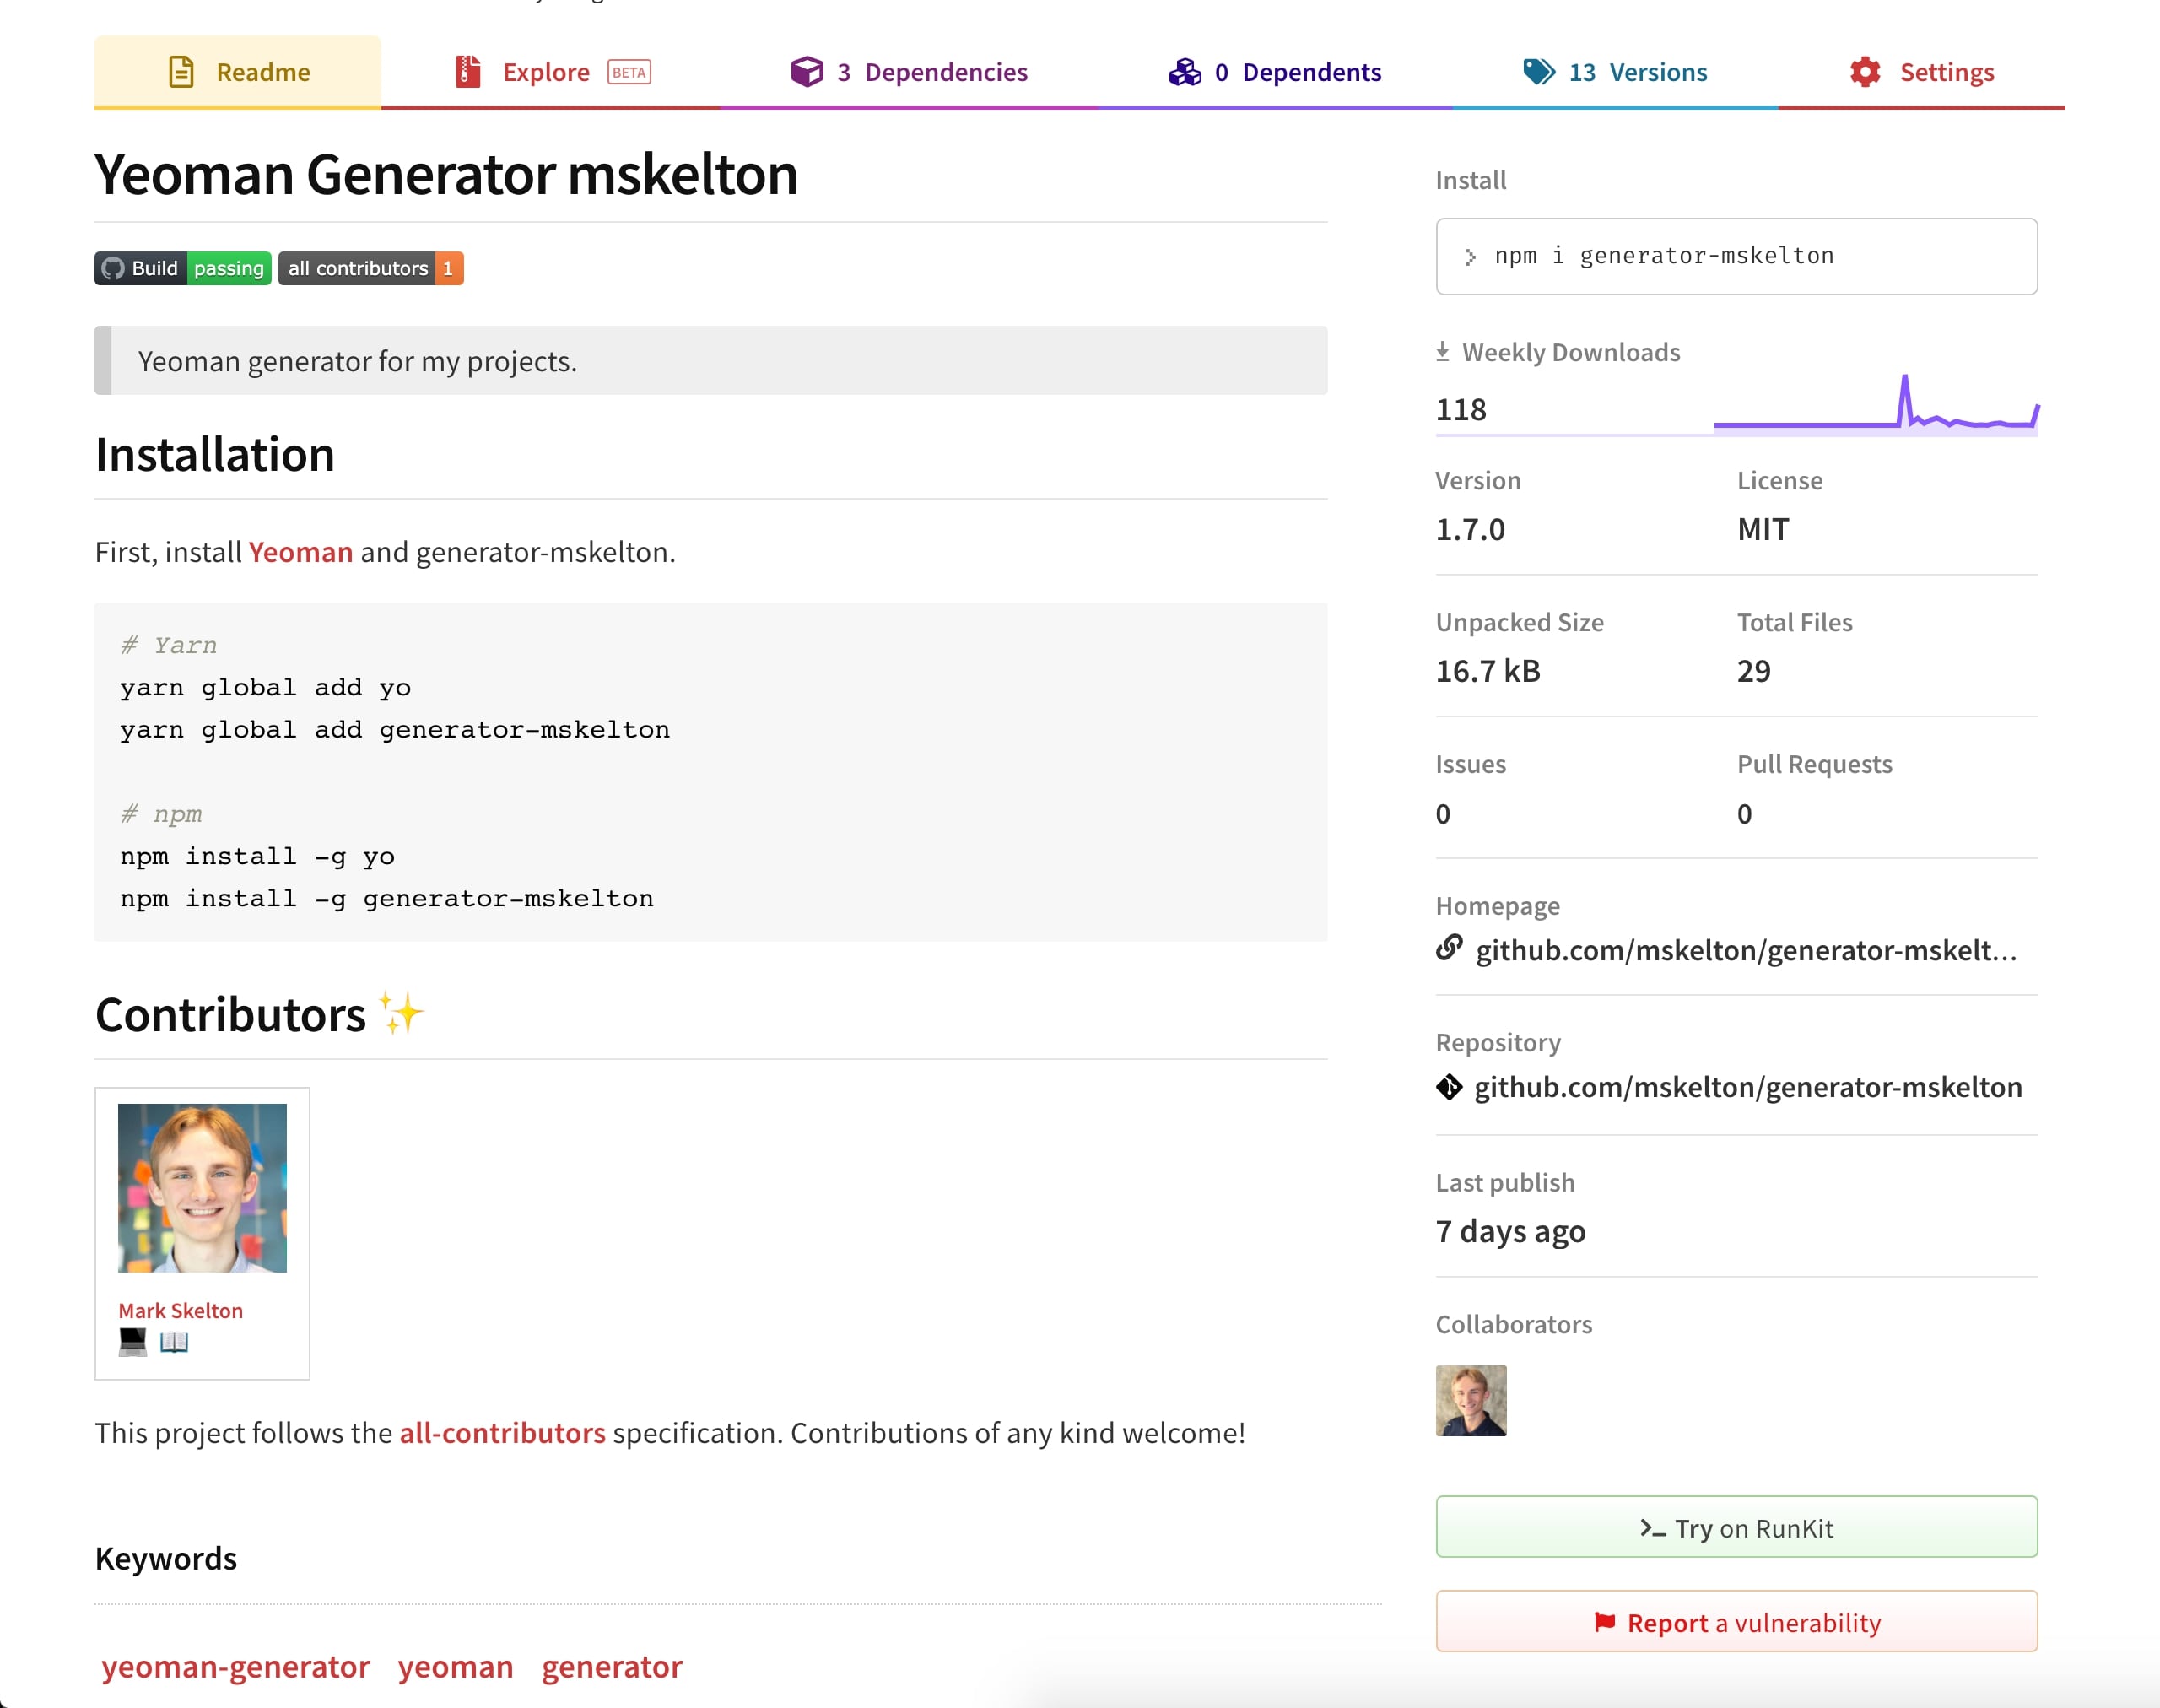 Readme
Explore BETA
3 Dependencies
0 Dependents
13 Versions
Settings
Yeoman Generator mskelton
Build passing all contributors 1
Yeoman generator for my projects.
Installation
First, install Yeoman and generator-mskelton.
# Yarn
yarn global add yo
yarn global add generator-mskelton
# npm
npm install -g yo
npm install -g generator-mskelton
Contributors ✨
Mark Skelton
💻 📖
This project follows the all-contributors specification. Contributions of any kind welcome!
Keywords
yeoman-generator yeoman generator
Install
npm i generator-mskelton
Weekly Downloads
118
Version
1.7.0
License
MIT
Unpacked Size
16.7 kB
Total Files
29
Issues
0
Pull Requests
0
Homepage
github.com/mskelton/generator-mskelt...
Repository
github.com/mskelton/generator-mskelton
Last publish
7 days ago
Collaborators
Try on RunKit
Report a vulnerability